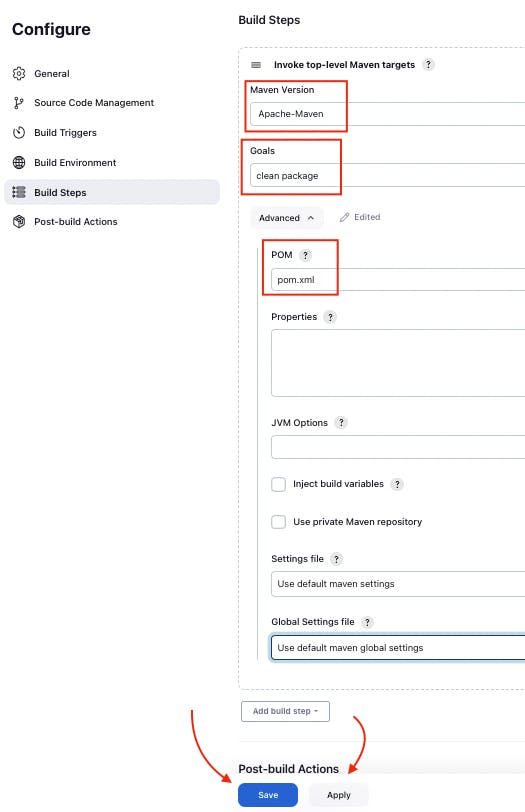 Configure
General
Source Code Management
Build Triggers
Build Environment
Build Steps
Post-build Actions
Build Steps
Invoke top-level Maven targets ?
Maven Version
Apache-Maven
Goals
clean package
Advanced
Edited
POM ?
pom.xml
Properties ?
JVM Options ?
Inject build variables ?
Use private Maven repository
Settings file ?
Use default maven settings
Global Settings file ?
Use default maven global settings
Add build step
Post-build Actions
Save
Apply